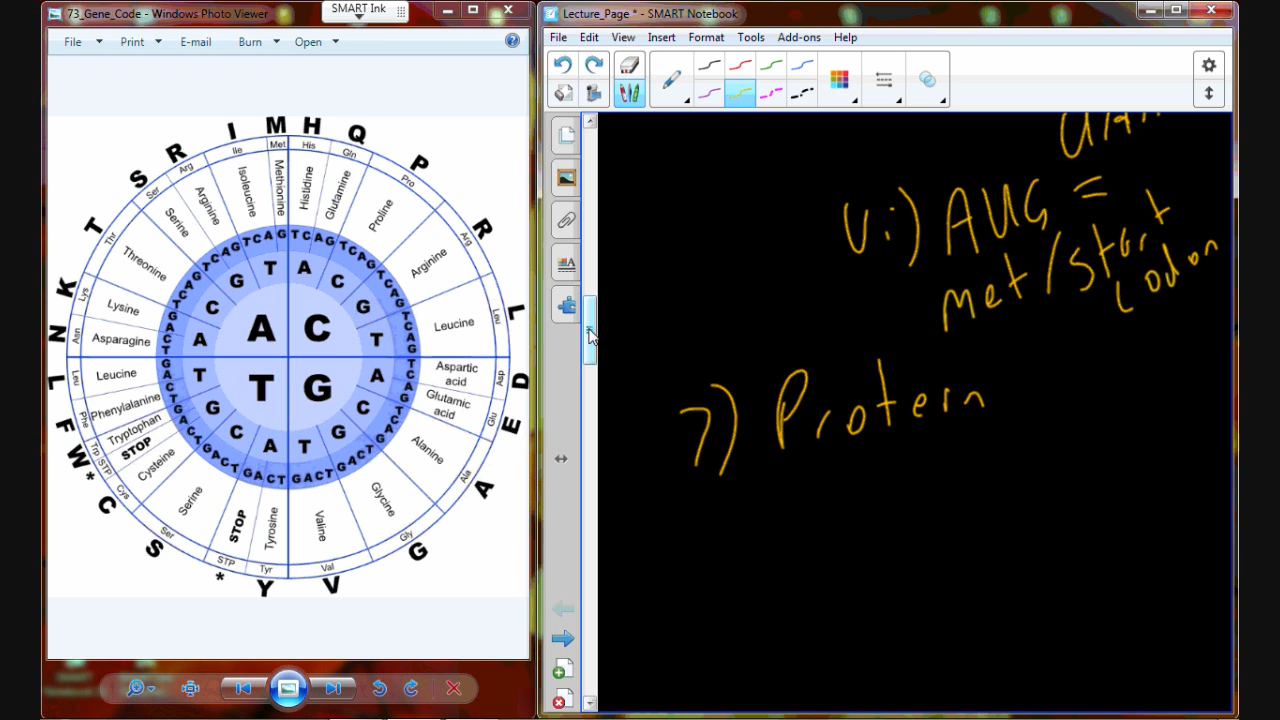 73_Gene_Code - Windows Photo Viewer
SMART Ink
File Print E-mail Burn Open
Lecture_Page * - SMART Notebook
File Edit View Insert Format Tools Add-ons Help
M H Q P R L D E A G V Y * S C * W F L N K T S R I
Met His Gln Pro Arg Leu Asp Glu Ala Gly Val Tyr STP Ser Cys STP Trp Phe Leu Asn Lys Thr Ser Arg Ile
Methionine
Histidine
Glutamine
Proline
Arginine
Leucine
Aspartic
acid
Glutamic
acid
Alanine
Glycine
Valine
Tyrosine
STOP
Serine
Cysteine
STOP
Tryptophan
Phenylalanine
Leucine
Asparagine
Lysine
Threonine
Serine
Arginine
Isoleucine
A C
T G
vi) AUG =
Met/Start
Codon
7) Protein